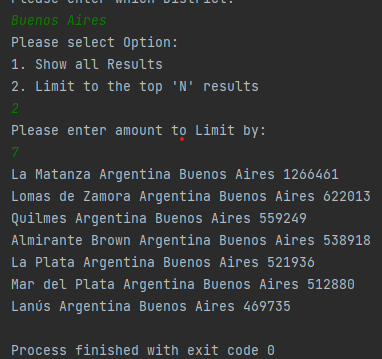 Please enter which District:
Buenos Aires
Please select Option:
1. Show all Results
2. Limit to the top 'N' results
2
Please enter amount to Limit by:
7
La Matanza Argentina Buenos Aires 1266461
Lomas de Zamora Argentina Buenos Aires 622013
Quilmes Argentina Buenos Aires 559249
Almirante Brown Argentina Buenos Aires 538918
La Plata Argentina Buenos Aires 521936
Mar del Plata Argentina Buenos Aires 512880
Lanús Argentina Buenos Aires 469735
Process finished with exit code 0